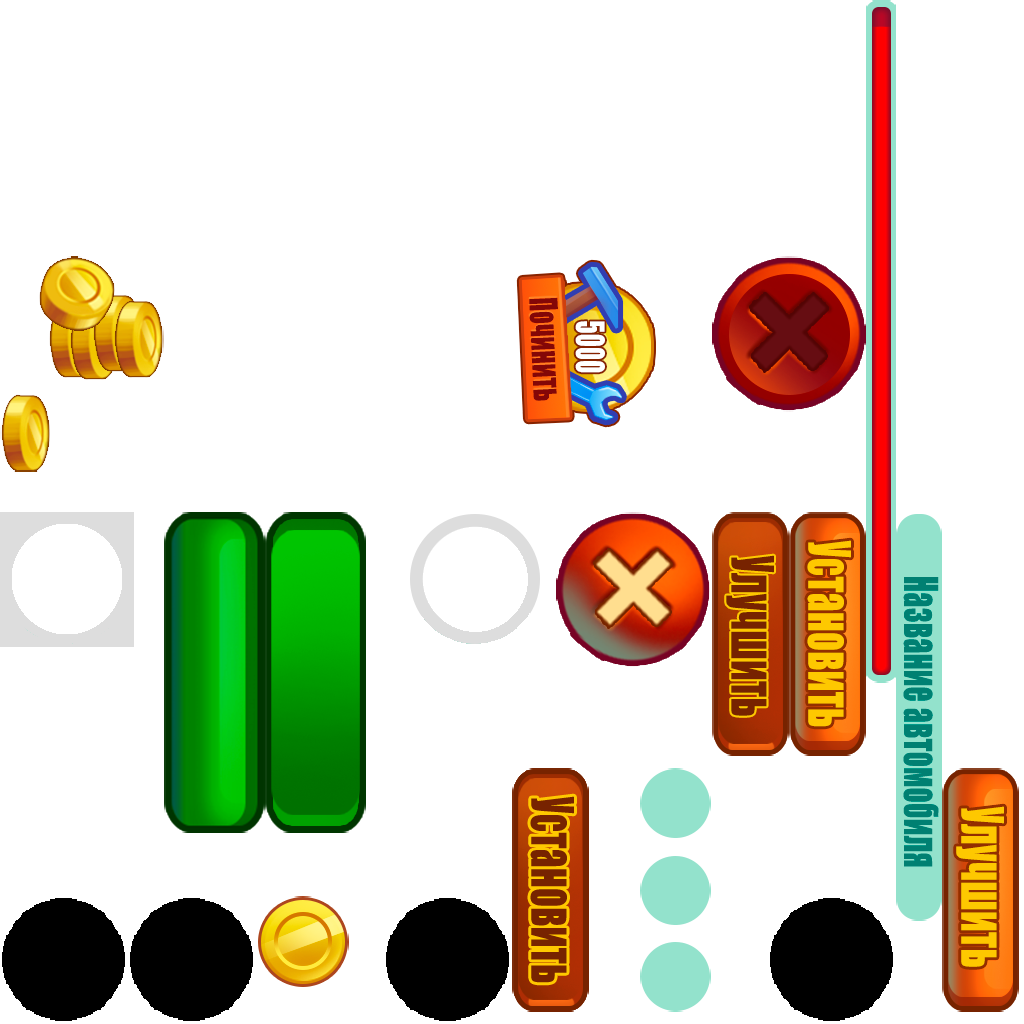 Починить
5000
Улучшить
Установить
Название автомобиля
Установить
Улучшить